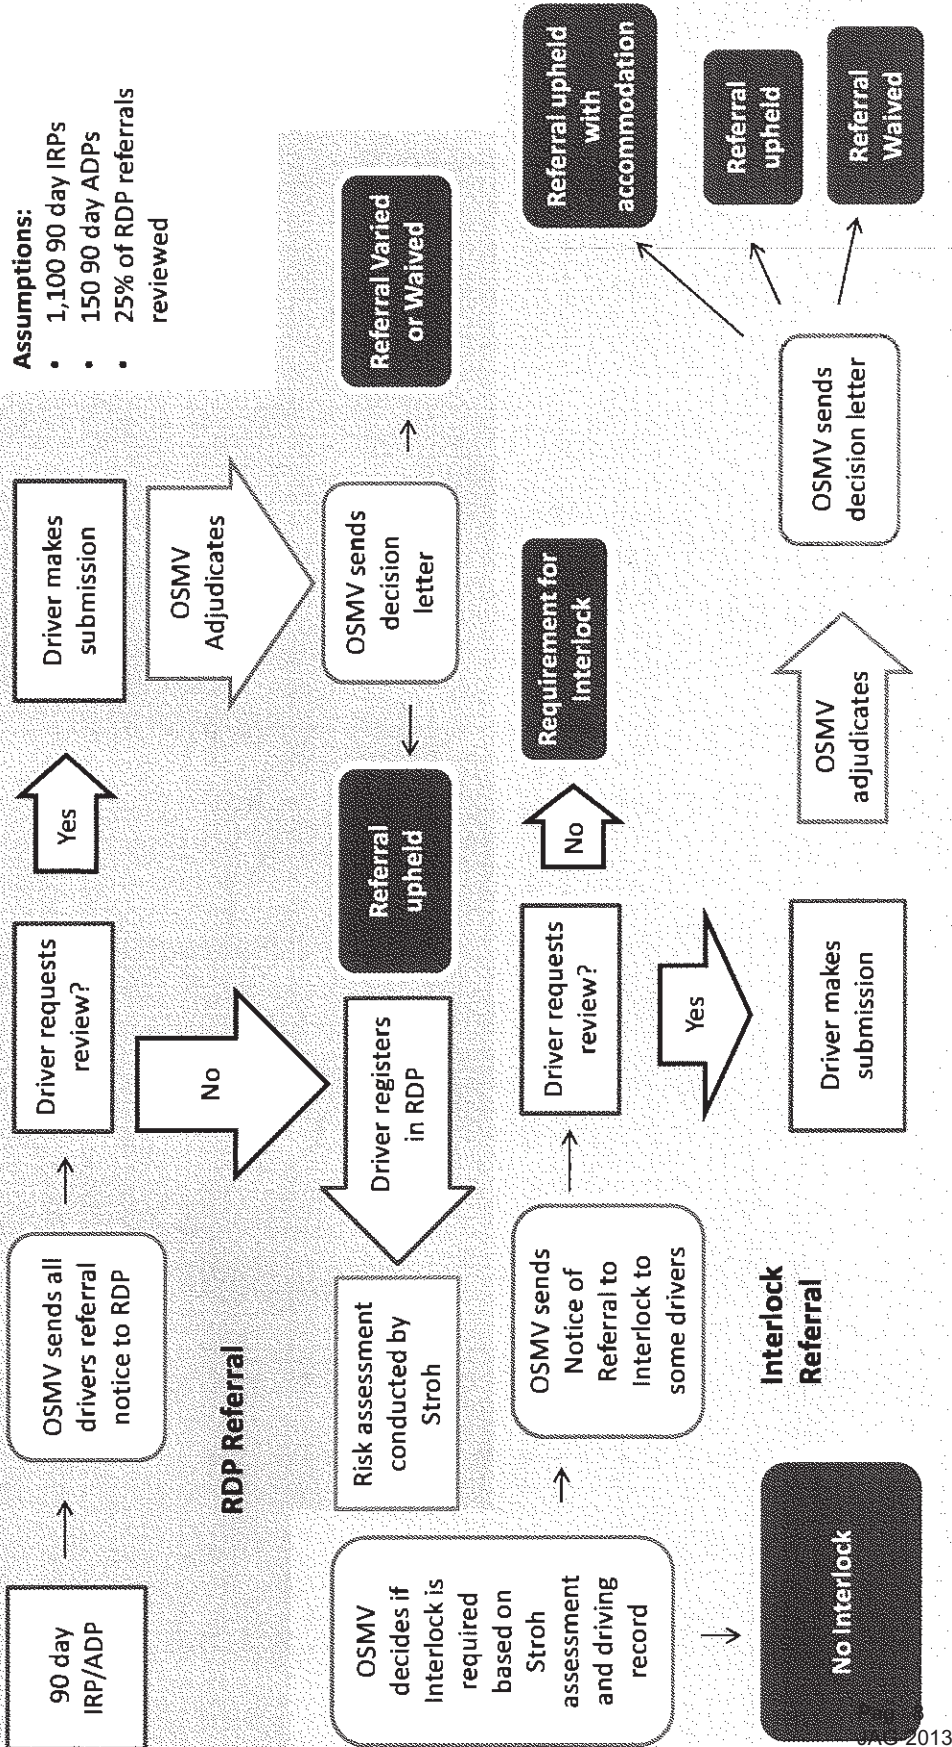 Assumptions:
• 1,100 90 day IRPs
• 150 90 day ADPs
• 25% of RDP referrals
reviewed
90 day
IRP/ADP
OSMV sends all
drivers referral
notice to RDP
Driver requests
review?
Yes
Driver makes
submission
No
OSMV
Adjudicates
RDP Referral
Risk assessment
conducted by
Stroh
Driver registers
in RDP
Referral
upheld
OSMV sends
decision
letter
Referral Varied
or Waived
OSMV
decides if
Interlock is
required
based on
Stroh
assessment
and driving
record
OSMV sends
Notice of
Referral to
Interlock to
some drivers
Driver requests
review?
No
Requirement for
Interlock
Yes
Referral upheld
with
accommodation
Referral
upheld
Referral
Waived
No Interlock
Interlock
Referral
Driver makes
submission
OSMV
adjudicates
OSMV sends
decision letter
JAG-2013